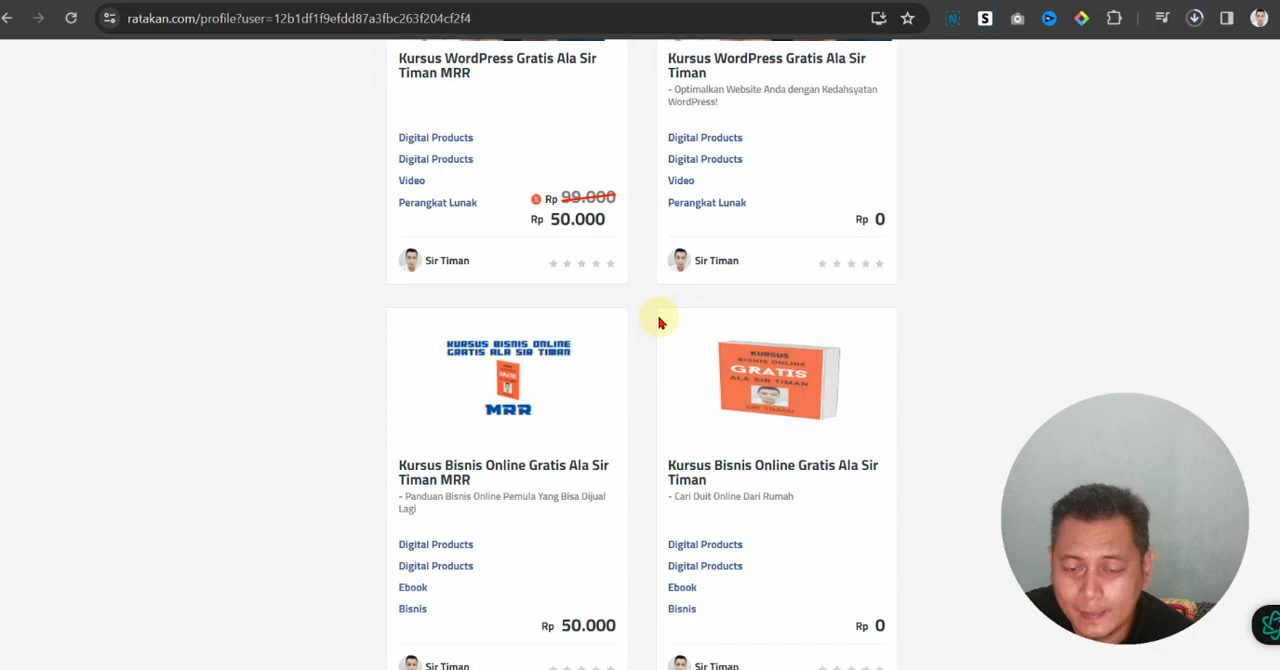 ratakan.com/profile?user=12b1df1f9efdd87a3fbc263f204cf2f4
Kursus WordPress Gratis Ala Sir
Timan MRR
Digital Products
Digital Products
Video
Perangkat Lunak
Rp 99.000
Rp 50.000
Sir Timan
Kursus WordPress Gratis Ala Sir
Timan
- Optimalkan Website Anda dengan Kedahsyatan
WordPress!
Digital Products
Digital Products
Video
Perangkat Lunak
Rp 0
Sir Timan
KURSUS BISNIS ONLINE
GRATIS ALA SIR TIMAN
MRR
Kursus Bisnis Online Gratis Ala Sir
Timan MRR
- Panduan Bisnis Online Pemula Yang Bisa Dijual
Lagi
Digital Products
Digital Products
Ebook
Bisnis
Rp 50.000
Sir Timan
KURSUS
BISNIS ONLINE
GRATIS
ALA SIR TIMAN
SIR TIMAN
Kursus Bisnis Online Gratis Ala Sir
Timan
- Cari Duit Online Dari Rumah
Digital Products
Digital Products
Ebook
Bisnis
Rp 0
Sir Timan